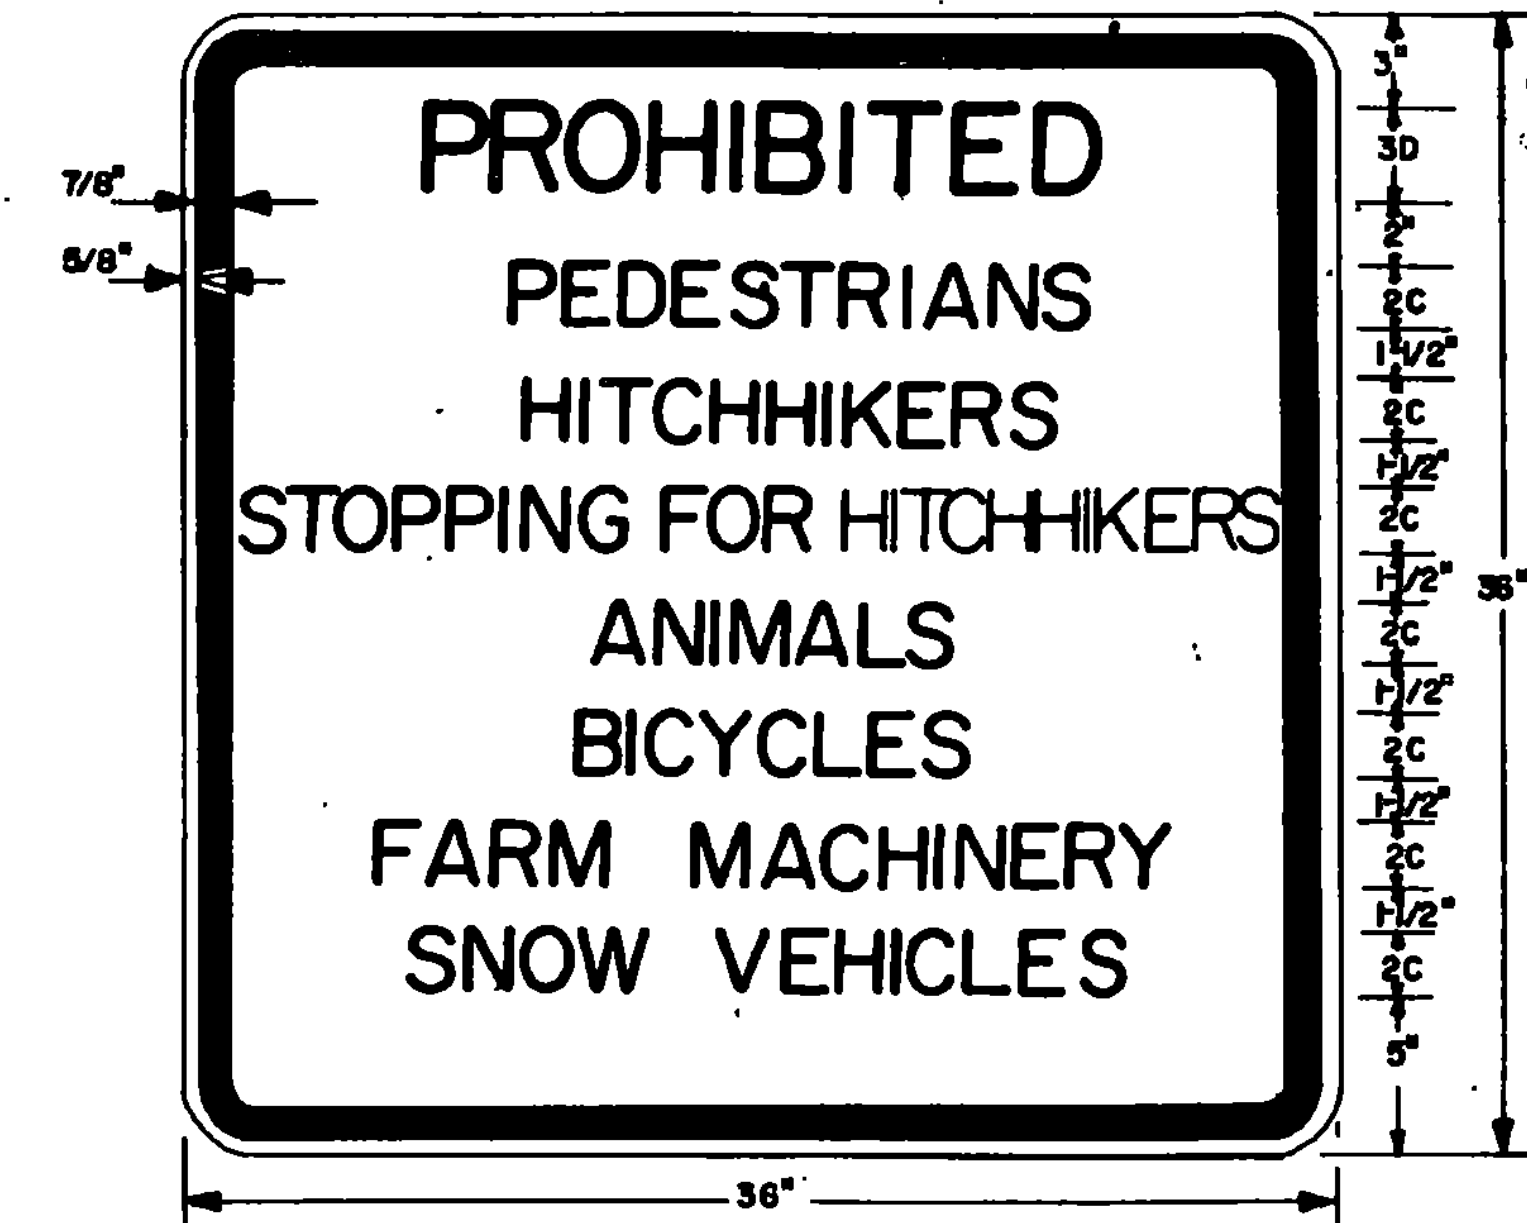 PROHIBITED
PEDESTRIANS
HITCHHIKERS
STOPPING FOR HITCHHIKERS
ANIMALS
BICYCLES
FARM MACHINERY
SNOW VEHICLES
7/8"
5/8"
3"
3D
2"
2C
1 1/2"
2C
1 1/2"
2C
1 1/2"
2C
1 1/2"
2C
1 1/2"
2C
1 1/2"
2C
5"
36"
36"